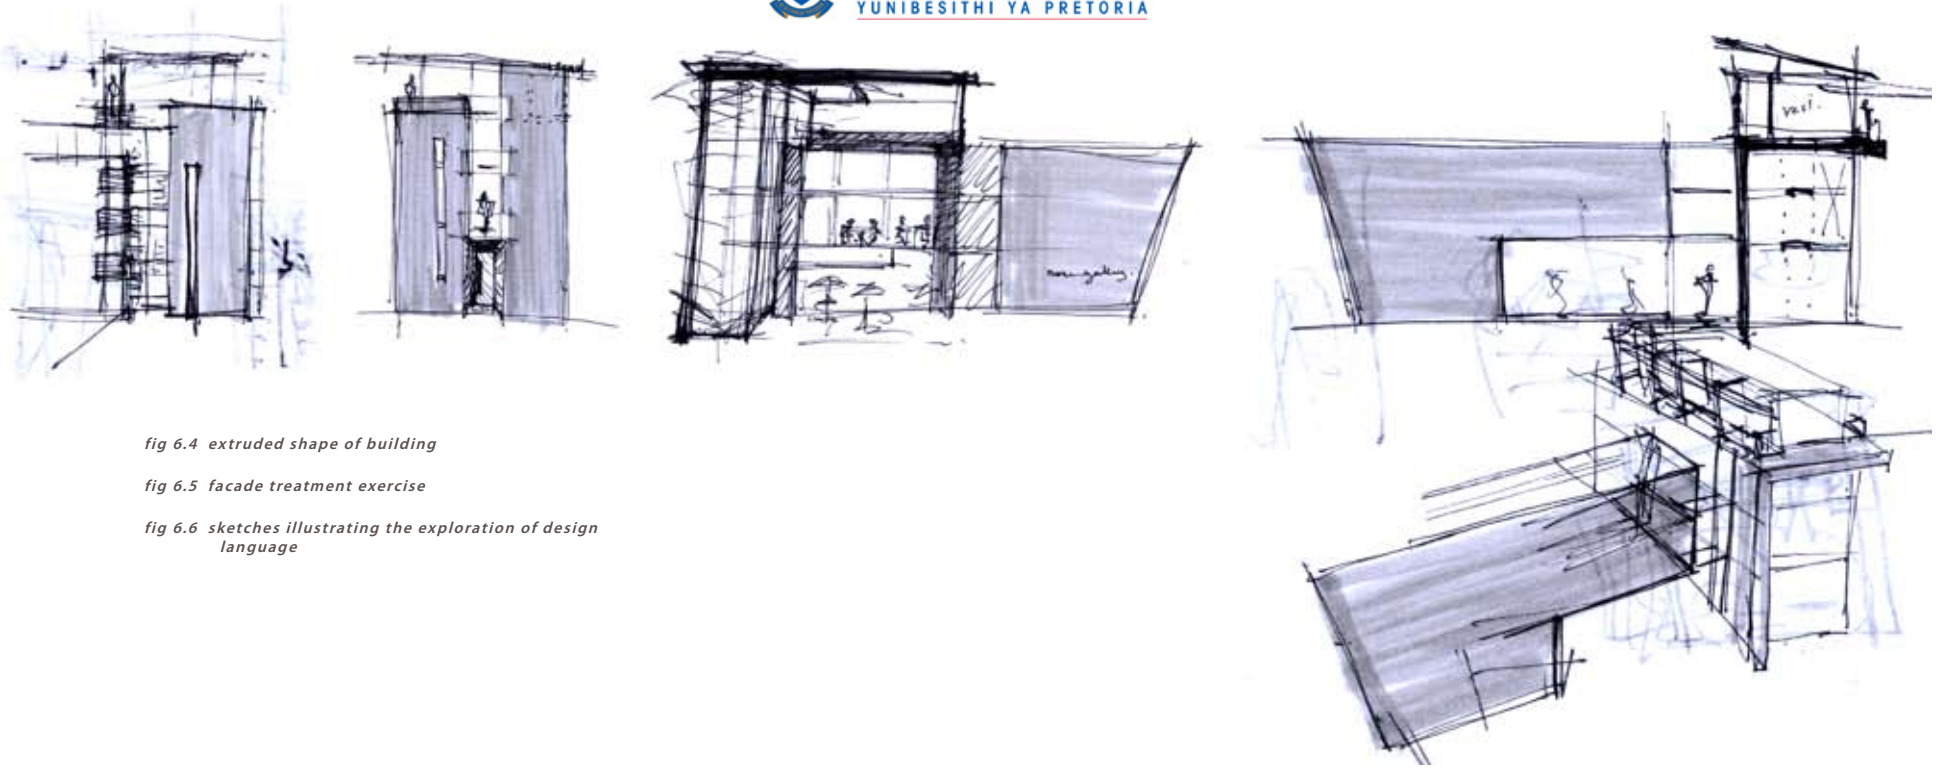 YUNIBESITHI YA PRETORIA
rest.
fig 6.4 extruded shape of building
fig 6.5 facade treatment exercise
fig 6.6 sketches illustrating the exploration of design
language